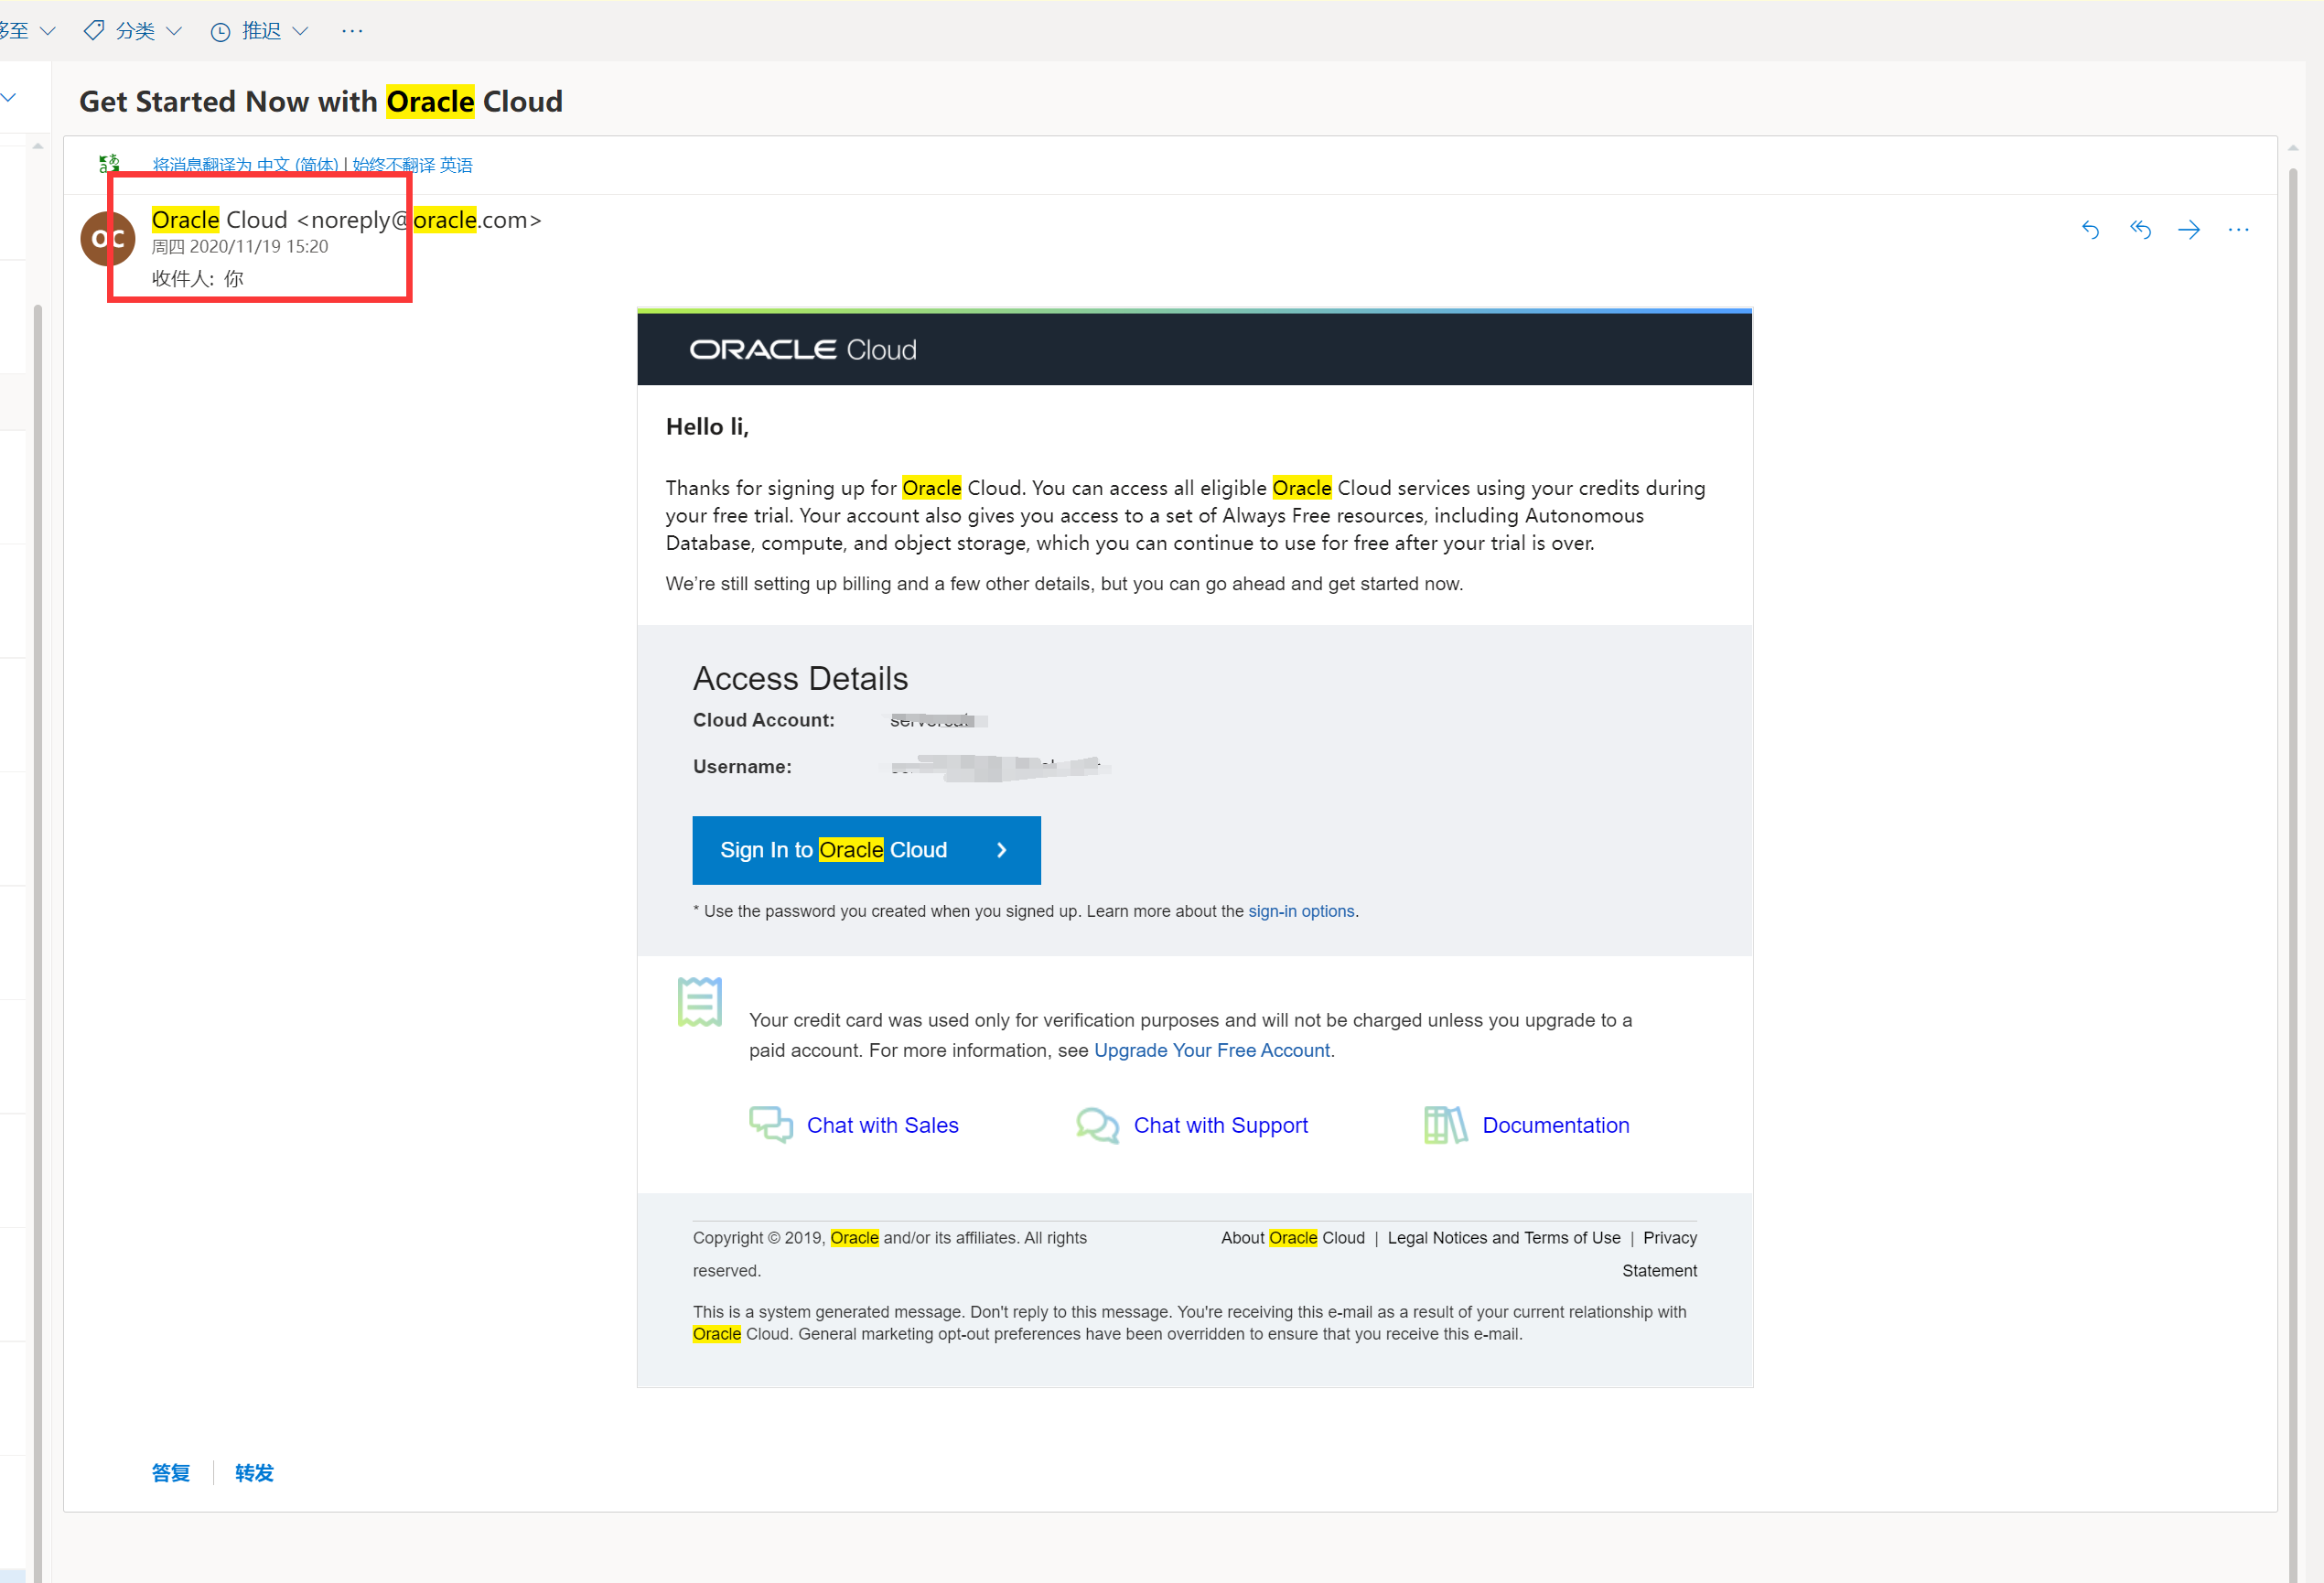 移至 分类 推迟 ...
Get Started Now with Oracle Cloud
将消息翻译为 中文 (简体) | 始终不翻译 英语
OC
Oracle Cloud <noreply@oracle.com>
周四 2020/11/19 15:20
收件人: 你
ORACLE Cloud
Hello li,
Thanks for signing up for Oracle Cloud. You can access all eligible Oracle Cloud services using your credits during
your free trial. Your account also gives you access to a set of Always Free resources, including Autonomous
Database, compute, and object storage, which you can continue to use for free after your trial is over.
We’re still setting up billing and a few other details, but you can go ahead and get started now.
Access Details
Cloud Account:
Username:
Sign In to Oracle Cloud
* Use the password you created when you signed up. Learn more about the sign-in options.
Your credit card was used only for verification purposes and will not be charged unless you upgrade to a
paid account. For more information, see Upgrade Your Free Account.
Chat with Sales Chat with Support Documentation
Copyright © 2019, Oracle and/or its affiliates. All rights
reserved.
About Oracle Cloud | Legal Notices and Terms of Use | Privacy
Statement
This is a system generated message. Don't reply to this message. You're receiving this e-mail as a result of your current relationship with
Oracle Cloud. General marketing opt-out preferences have been overridden to ensure that you receive this e-mail.
答复 转发